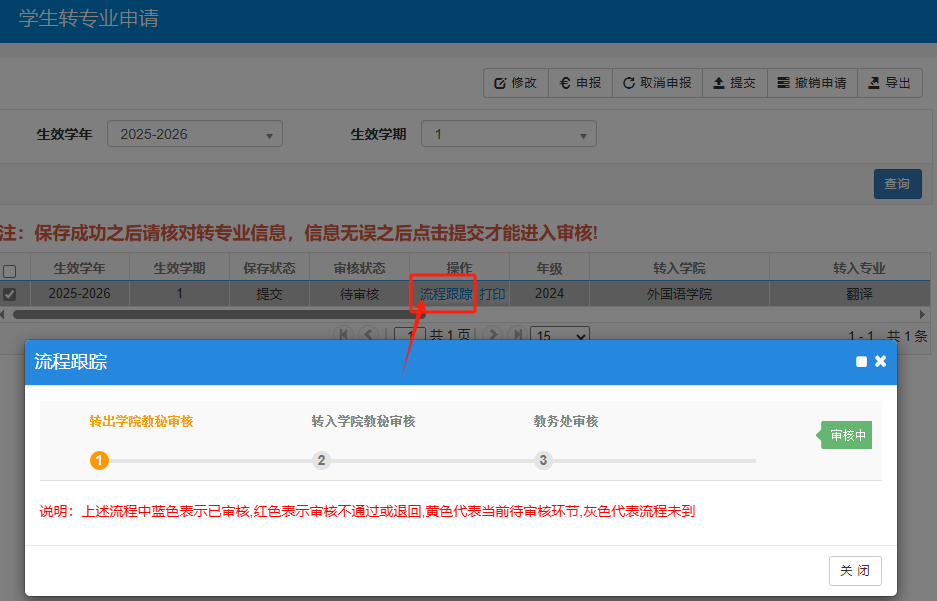 学生转专业申请
修改 申报 取消申报 提交 撤销申请 导出
生效学年 2025-2026 生效学期 1
查询
注：保存成功之后请核对转专业信息，信息无误之后点击提交才能进入审核!
生效学年 生效学期 保存状态 审核状态 操作 年级 转入学院 转入专业
2025-2026 1 提交 待审核 流程跟踪 打印 2024 外国语学院 翻译
1 共 1 页 15 1 - 1 共 1 条
流程跟踪
转出学院教秘审核 转入学院教秘审核 教务处审核
审核中
1 2 3
说明：上述流程中蓝色表示已审核,红色表示审核不通过或退回,黄色代表当前待审核环节,灰色代表流程未到
关 闭